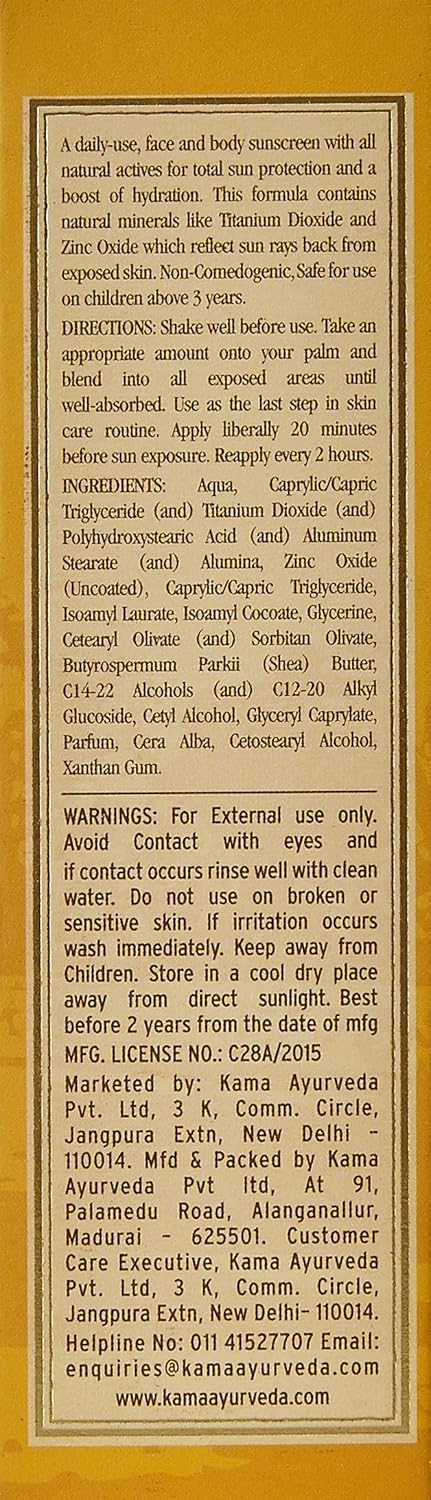 A daily-use, face and body sunscreen with all
natural actives for total sun protection and a
boost of hydration. This formula contains
natural minerals like Titanium Dioxide and
Zinc Oxide which reflect sun rays back from
exposed skin. Non-Comedogenic, Safe for use
on children above 3 years.
DIRECTIONS: Shake well before use. Take an
appropriate amount onto your palm and
blend into all exposed areas until
well-absorbed. Use as the last step in skin
care routine. Apply liberally 20 minutes
before sun exposure. Reapply every 2 hours.
INGREDIENTS: Aqua, Caprylic/Capric
Triglyceride (and) Titanium Dioxide (and)
Polyhydroxystearic Acid (and) Aluminum
Stearate (and) Alumina, Zinc Oxide
(Uncoated), Caprylic/Capric Triglyceride,
Isoamyl Laurate, Isoamyl Cocoate, Glycerine,
Cetearyl Olivate (and) Sorbitan Olivate,
Butyrospermum Parkii (Shea) Butter,
C14-22 Alcohols (and) C12-20 Alkyl
Glucoside, Cetyl Alcohol, Glyceryl Caprylate,
Parfum, Cera Alba, Cetostearyl Alcohol,
Xanthan Gum.
WARNINGS: For External use only.
Avoid Contact with eyes and
if contact occurs rinse well with clean
water. Do not use on broken or
sensitive skin. If irritation occurs
wash immediately. Keep away from
Children. Store in a cool dry place
away from direct sunlight. Best
before 2 years from the date of mfg
MFG. LICENSE NO.: C28A/2015
Marketed by: Kama Ayurveda
Pvt. Ltd, 3 K, Comm. Circle,
Jangpura Extn, New Delhi -
110014. Mfd & Packed by Kama
Ayurveda Pvt ltd, At 91,
Palamedu Road, Alanganallur,
Madurai - 625501. Customer
Care Executive, Kama Ayurveda
Pvt. Ltd, 3 K, Comm. Circle,
Jangpura Extn, New Delhi- 110014.
Helpline No: 011 41527707 Email:
enquiries@kamaayurveda.com
www.kamaayurveda.com